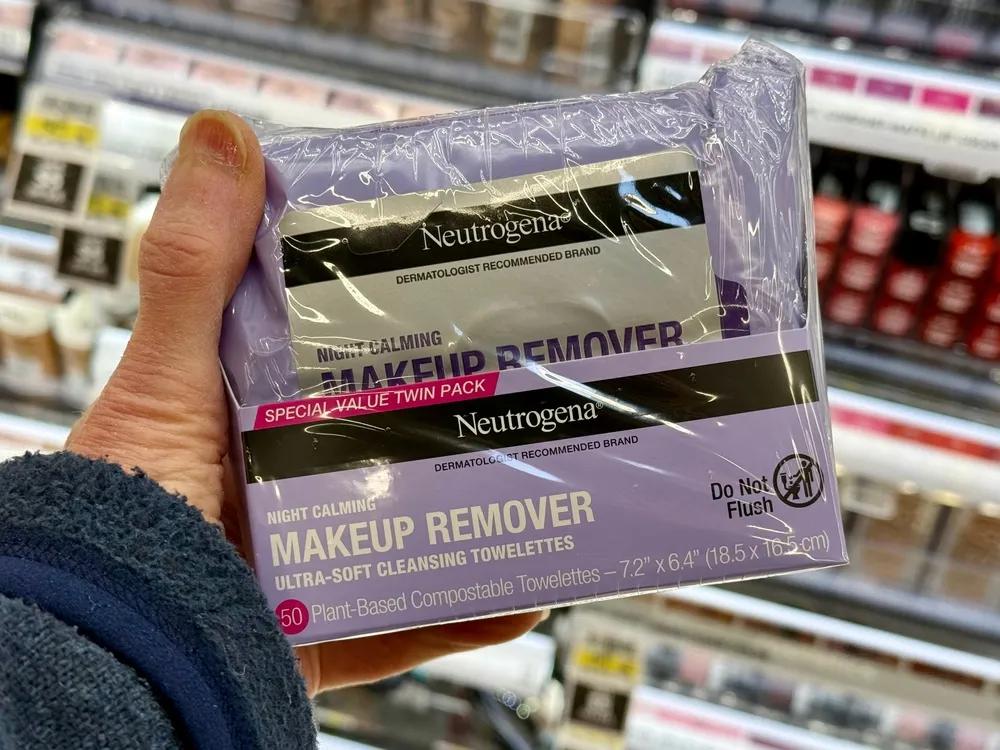 Neutrogena®
DERMATOLOGIST RECOMMENDED BRAND
NIGHT CALMING
MAKEUP REMOVER
SPECIAL VALUE TWIN PACK
Neutrogena®
DERMATOLOGIST RECOMMENDED BRAND
Do Not
Flush
NIGHT CALMING
MAKEUP REMOVER
ULTRA-SOFT CLEANSING TOWELETTES
50 Plant-Based Compostable Towelettes – 7.2" x 6.4" (18.5 x 16.5 cm)